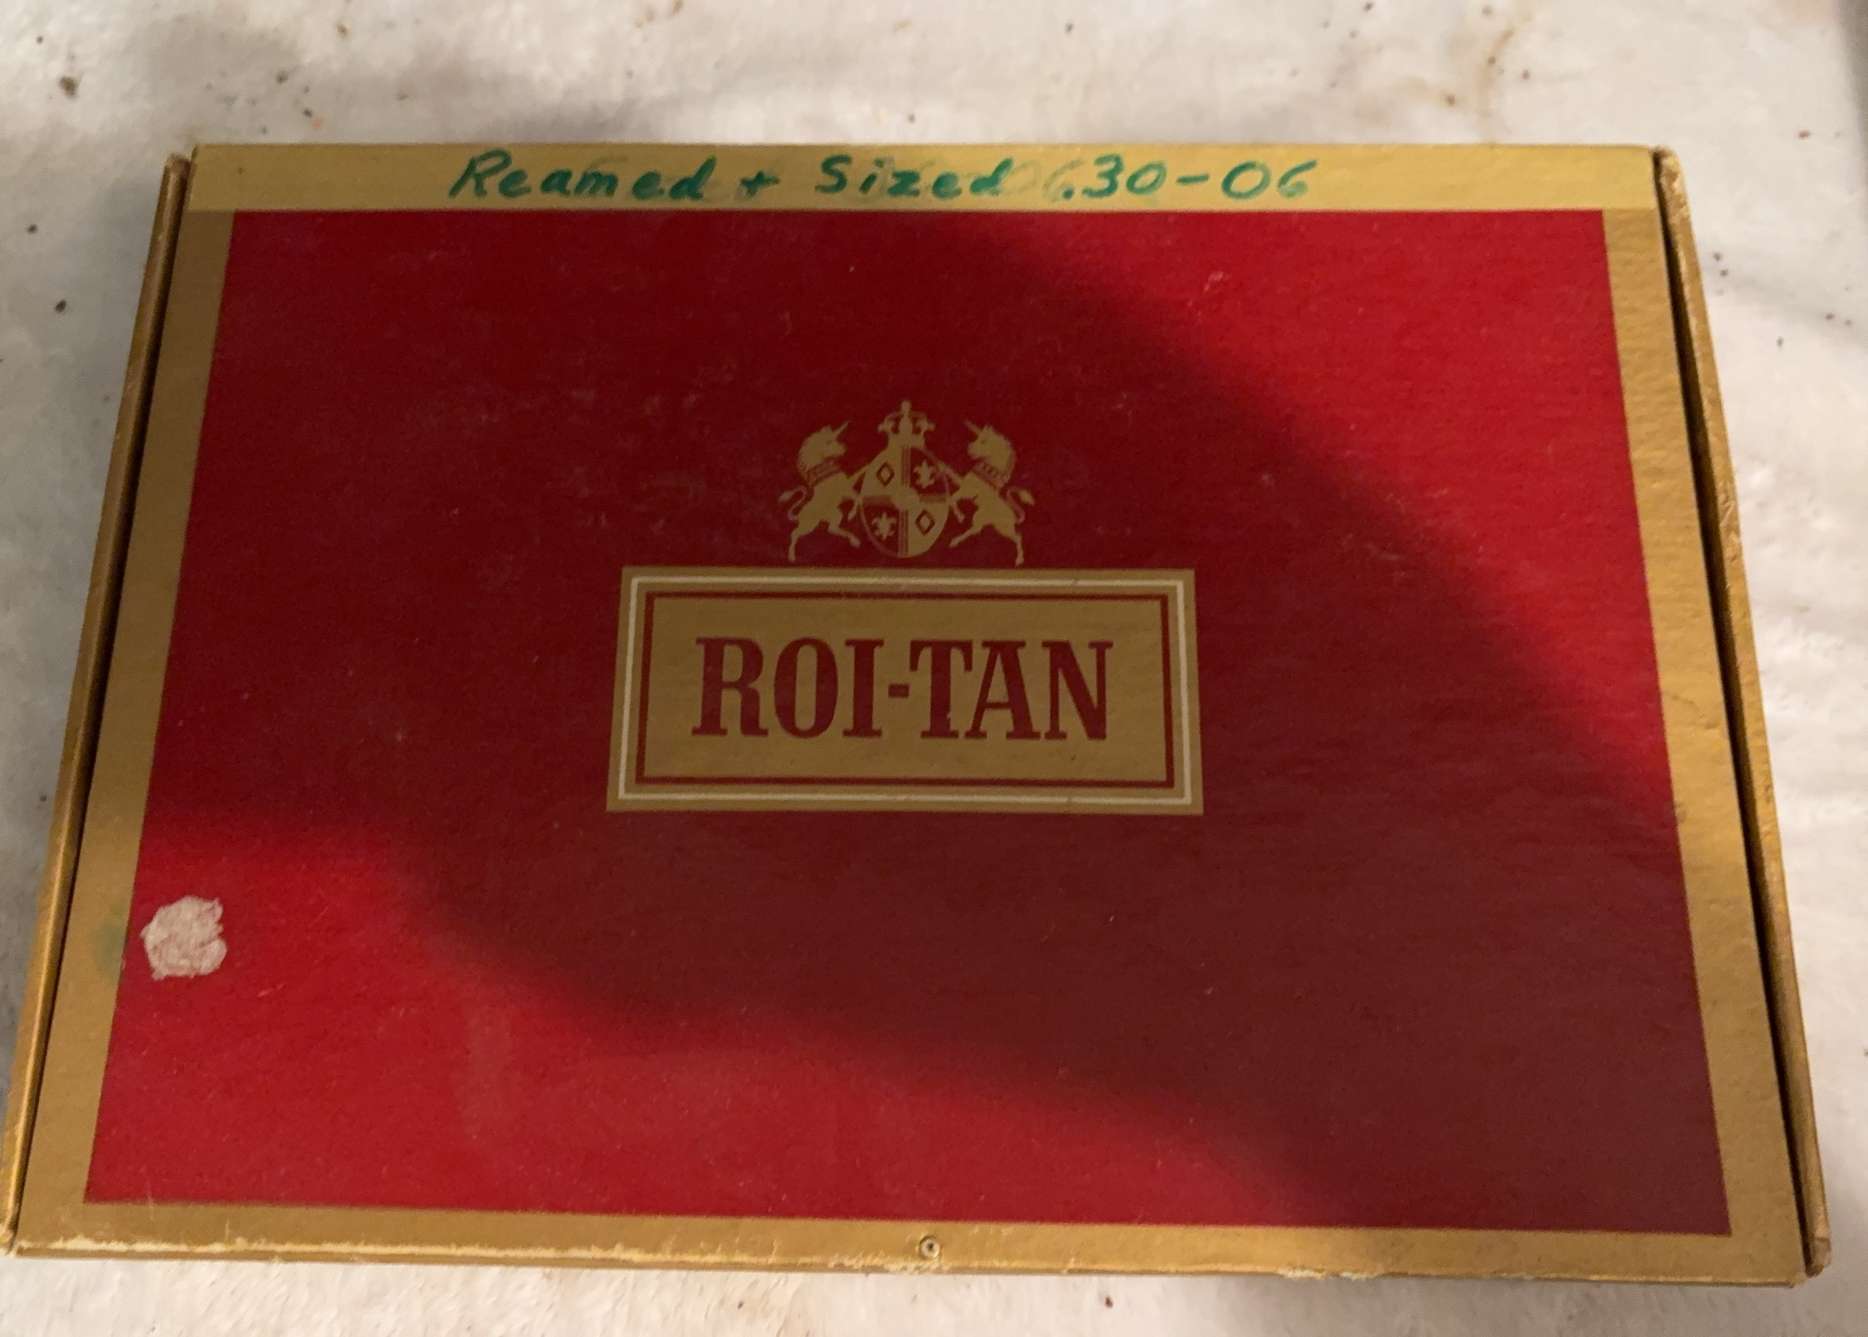 Reamed + Sized .30-06
ROI-TAN